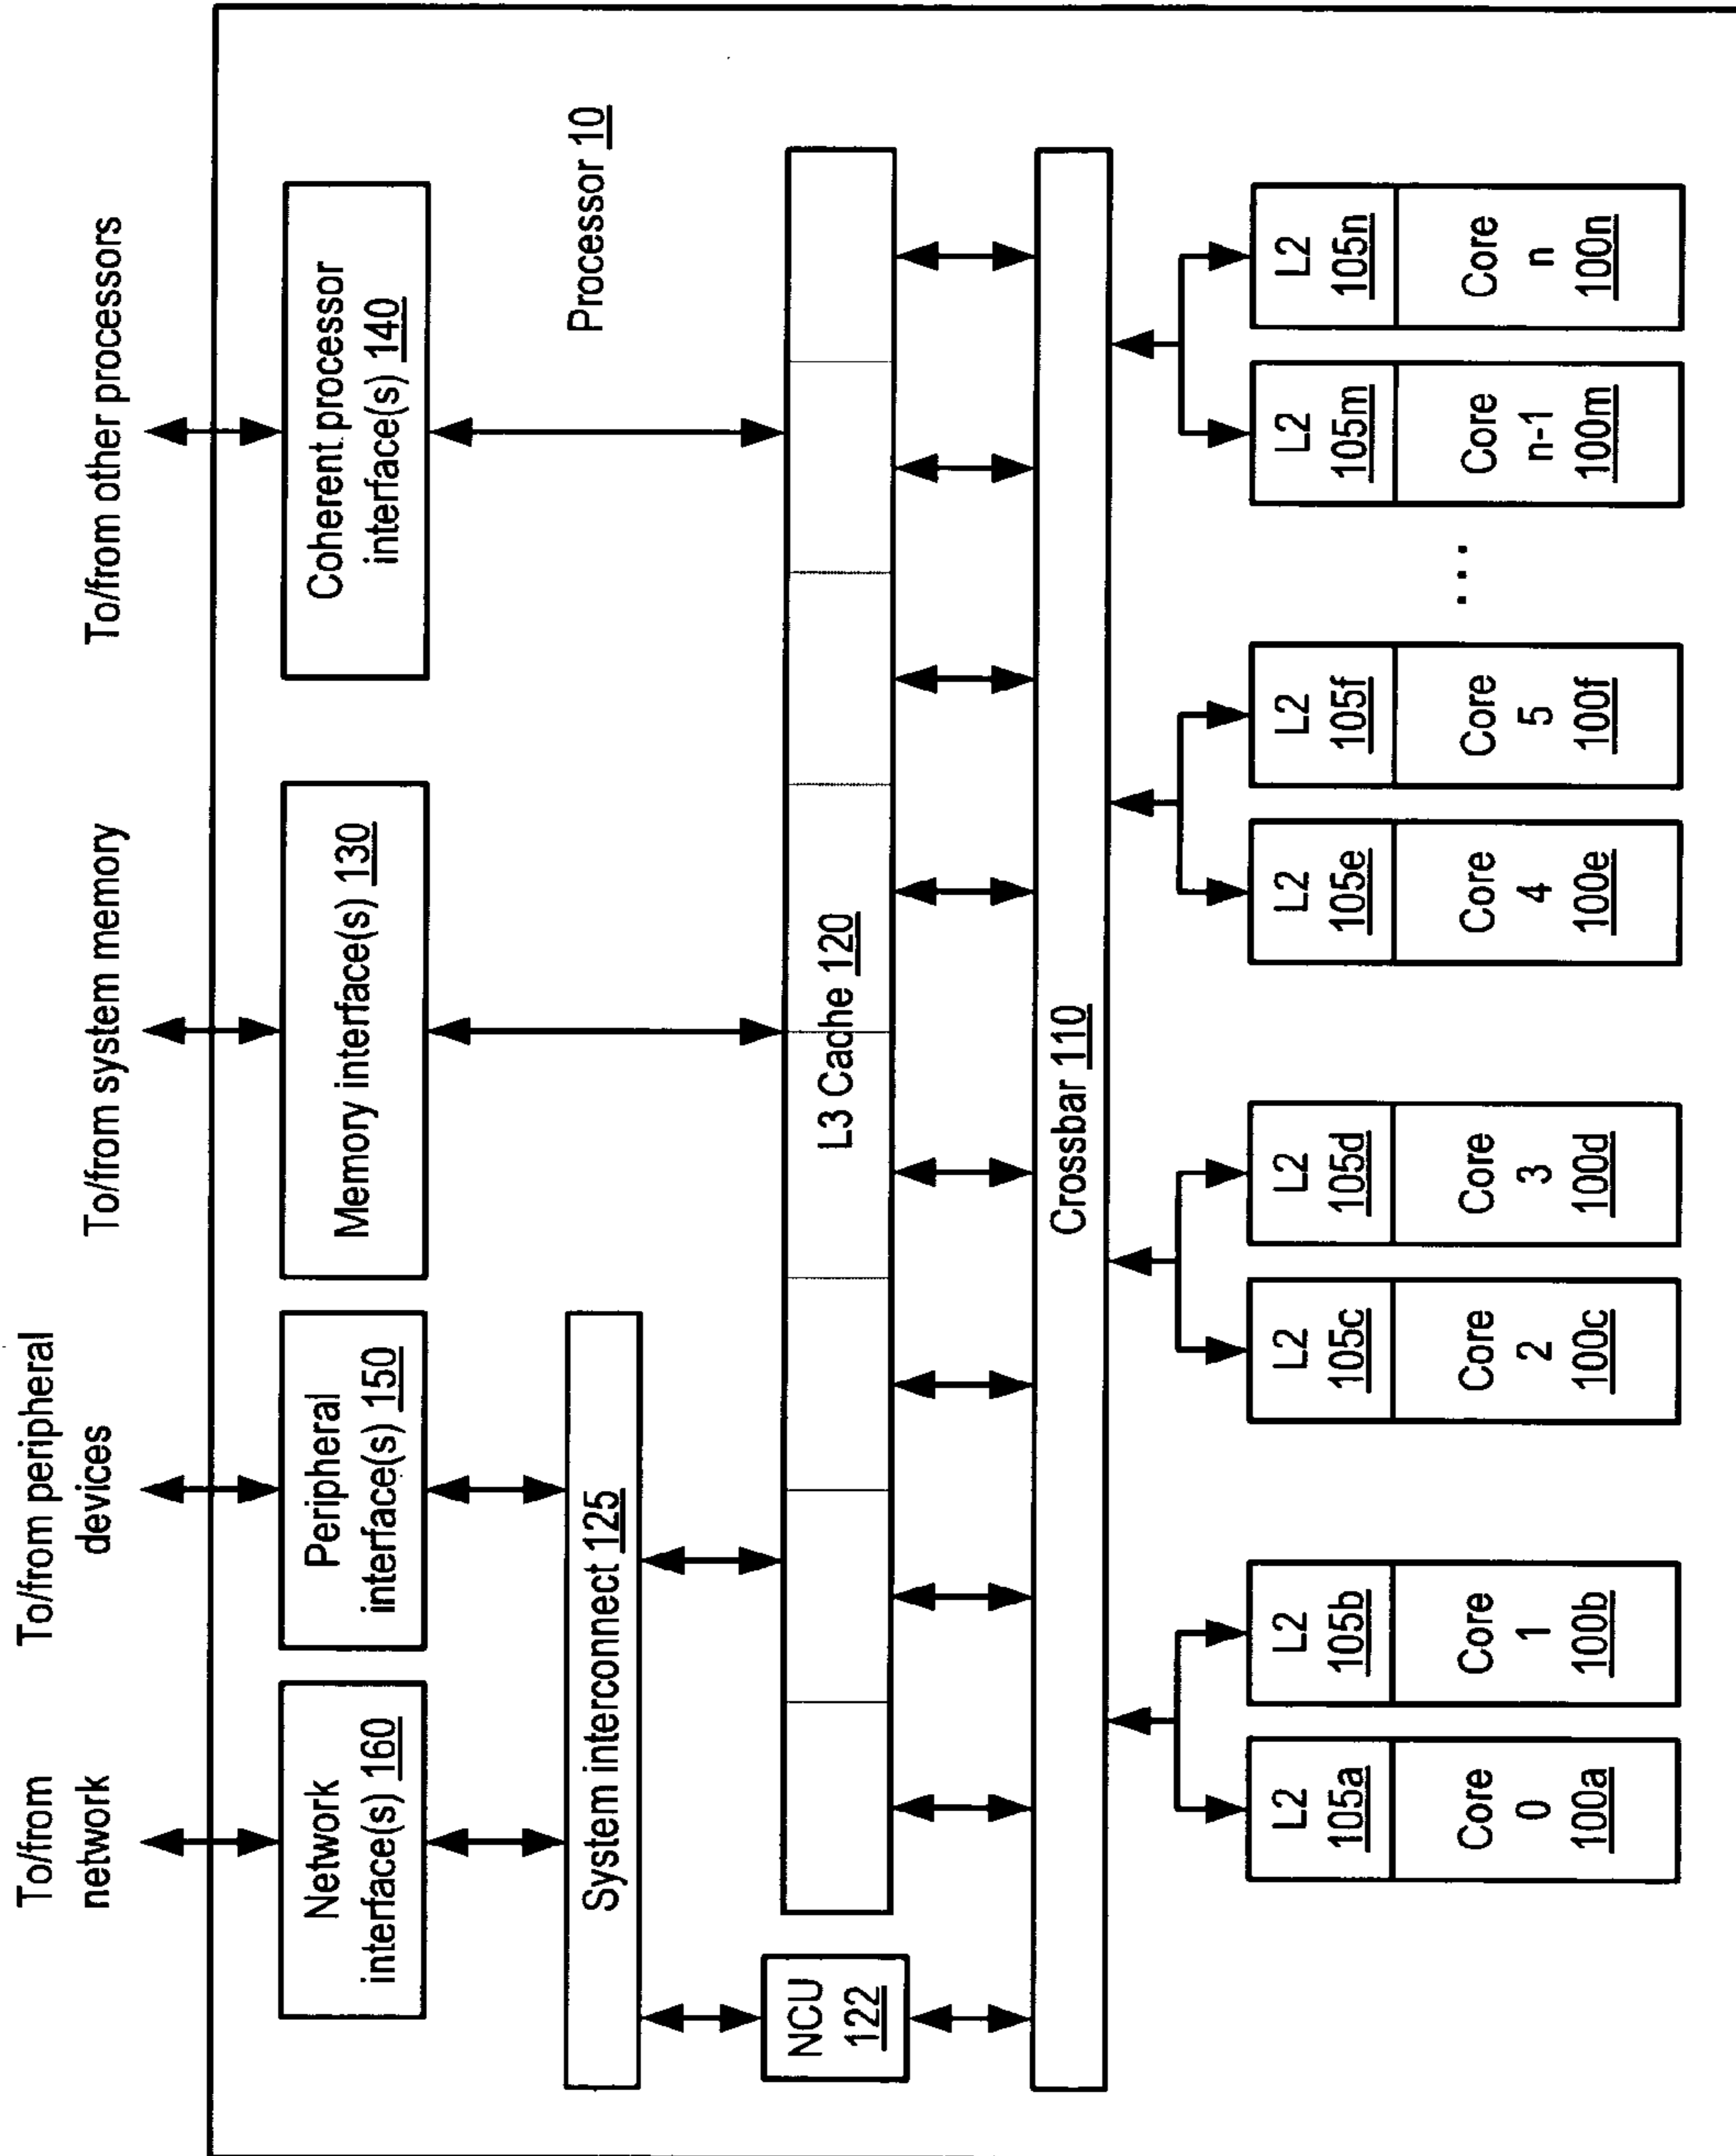 To/from
network
To/from peripheral
devices
To/from system memory
To/from other processors
Network
interface(s) 160
Peripheral
interface(s) 150
Memory interface(s) 130
Coherent processor
interface(s) 140
System interconnect 125
Processor 10
NCU
122
L3 Cache 120
Crossbar 110
L2
105a
Core
0
100a
L2
105b
Core
1
100b
L2
105c
Core
2
100c
L2
105d
Core
3
100d
L2
105e
Core
4
100e
L2
105f
Core
5
100f
...
L2
105m
Core
n-1
100m
L2
105n
Core
n
100n